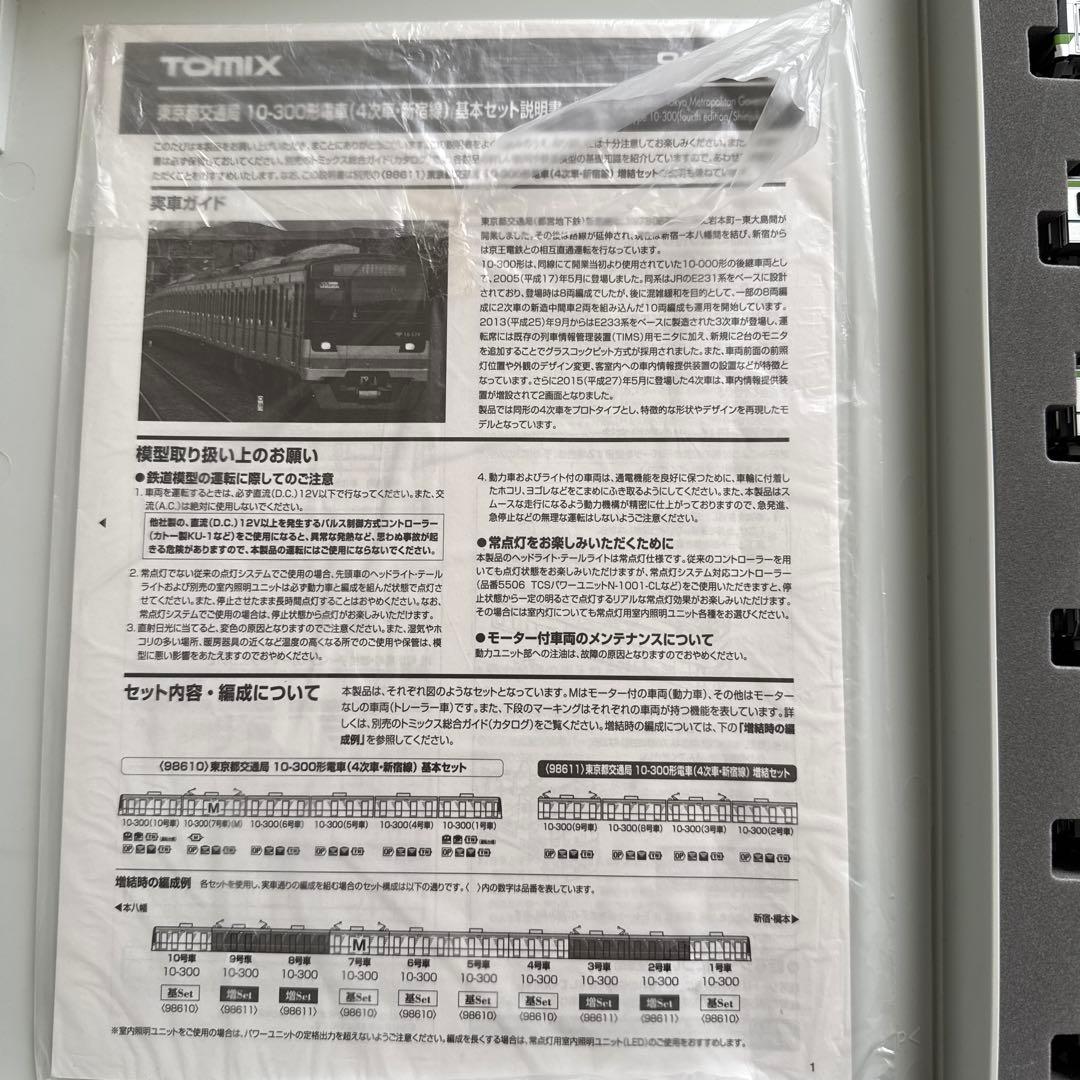 TOMIX
東京都交通局 10-300形電車(4次車・新宿線) 基本セット説明書
Tokyo Metropolitan Govern
Type 10-300(fourth edition/Shinju
書は必ず保
ただくことをおすすめいたします。なお、この説明書は別売の〈98611〉東京都交通
10-300形電車(4次車・新宿線) 増結セット
実車ガイド
東京都交通局(都営地下鉄)
岩本町ー東大島間が
開業しました。その後は路線が延伸され、現在は新宿ー本八幡間を結び、新宿から
は京王電鉄との相互直通運転を行なっています。
10-300形は、同線にて開業当初より使用されていた10-000形の後継車両とし
て、2005(平成17)年5月に登場しました。同系はJRのE231系をベースに設計
されており、登場時は8両編成でしたが、後に混雑緩和を目的として、一部の8両編
成に2次車の新造中間車2両を組み込んだ10両編成も運用を開始しています。
2013(平成25)年9月からはE233系をベースに製造された3次車が登場し、運
転席には既存の列車情報管理装置(TIMS)用モニタに加え、新規に2台のモニタ
を追加することでグラスコックピット方式が採用されました。また、車両前面の前照
灯位置や外観のデザイン変更、客室内への車内情報提供装置の設置などが特徴と
なっています。さらに2015(平成27)年5月に登場した4次車は、車内情報提供装
置が増設されて2画面となりました。
製品では同形の4次車をプロトタイプとし、特徴的な形状やデザインを再現したモ
デルとなっています。
模型取り扱い上のお願い
●鉄道模型の運転に際してのご注意
1. 車両を運転するときは、必ず直流(D.C.)12V以下で行なってください。また、交
流(A.C.)は絶対に使用しないでください。
他社製の、直流(D.C.)12V以上を発生するパルス制御方式コントローラー
(カトー製KU-1など)をご使用になると、異常な発熱など、思わぬ事故が起
きる危険がありますので、本製品の運転にはご使用にならないでください。
2. 常点灯でない従来の点灯システムでご使用の場合、先頭車のヘッドライト・テール
ライトおよび別売の室内照明ユニットは必ず動力車と編成を組んだ状態で点灯さ
せてください。また、停止させたまま長時間点灯することはおやめください。なお、
常点灯システムでご使用の場合は、停止状態から点灯がお楽しみいただけます。
3. 直射日光に当てると、変色の原因となりますのでご注意ください。また、湿気やホ
コリの多い場所、暖房器具の近くなど温度の高くなる所でのご使用や保管は、模
型に悪い影響をあたえますのでおやめください。
4. 動力車およびライト付の車両は、通電機能を良好に保つために、車輪に付着し
たホコリ、ヨゴレなどをこまめにふき取るようにしてください。また、本製品はス
ムースな走行になるよう動力機構が精密に仕上がっておりますので、急発進、
急停止などの無理な運転はしないようご注意ください。
●常点灯をお楽しみいただくために
本製品のヘッドライト・テールライトは常点灯仕様です。従来のコントローラーを用
いても点灯状態をお楽しみいただけますが、常点灯システム対応コントローラー
(品番5506 TCSパワーユニットN-1001-CLなど)をご使用いただきますと、停
止状態から一定の明るさで点灯するリアルな常点灯効果がお楽しみいただけます。
その場合には室内灯についても常点灯用室内照明ユニット各種をお選びください。
●モーター付車両のメンテナンスについて
動力ユニット部への注油は、故障の原因となりますのでおやめください。
セット内容・編成について
本製品は、それぞれ図のようなセットとなっています。Mはモーター付の車両(動力車)、その他はモーター
なしの車両(トレーラー車)です。また、下段のマーキングはそれぞれの車両が持つ機能を表しています。詳
しくは、別売のトミックス総合ガイド(カタログ)をご覧ください。増結時の編成については、下の「増結時の編
成例」を参照してください。
〈98610〉東京都交通局 10-300形電車(4次車・新宿線) 基本セット
〈98611〉東京都交通局 10-300形電車(4次車・新宿線) 増結セット
M
10-300(10号車) 10-300(7号車)(M) 10-300(6号車) 10-300(5号車) 10-300(4号車) 10-300(1号車)
10-300(9号車) 10-300(8号車) 10-300(3号車) 10-300(2号車)
増結時の編成例 各セットを使用し、実車通りの編成を組む場合のセット構成は以下の通りです。〈 〉内の数字は品番を表しています。
◀本八幡
新宿・橋本▶
M
10号車 9号車 8号車 7号車 6号車 5号車 4号車 3号車 2号車 1号車
10-300 10-300 10-300 10-300 10-300 10-300 10-300 10-300 10-300 10-300
基Set 増Set 増Set 基Set 基Set 基Set 基Set 増Set 増Set 基Set
〈98610〉 〈98611〉 〈98611〉 〈98610〉 〈98610〉 〈98610〉 〈98610〉 〈98611〉 〈98611〉 〈98610〉
※室内照明ユニットをご使用の場合は、パワーユニットの定格出力を超えないようご注意ください。編成を長くする場合は、常点灯用室内照明ユニット(LED)のご使用をおすすめします。
1